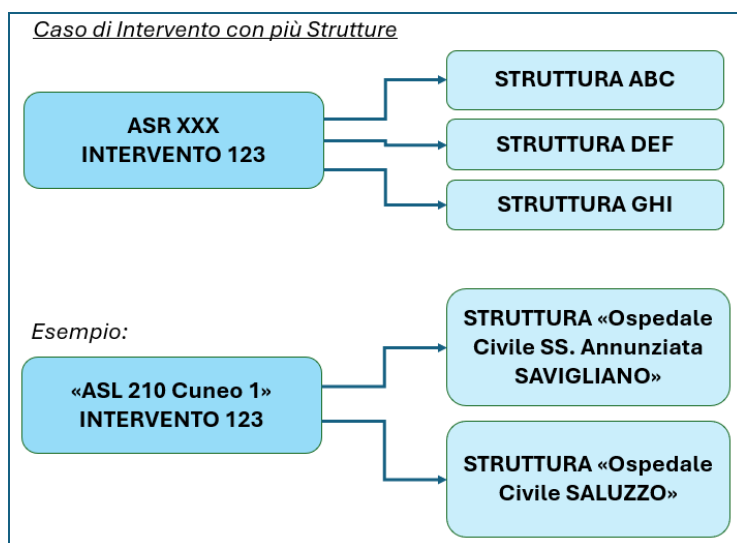 Caso di Intervento con più Strutture
ASR XXX
INTERVENTO 123
STRUTTURA ABC
STRUTTURA DEF
STRUTTURA GHI
Esempio:
«ASL 210 Cuneo 1»
INTERVENTO 123
STRUTTURA «Ospedale
Civile SS. Annunziata
SAVIGLIANO»
STRUTTURA «Ospedale
Civile SALUZZO»